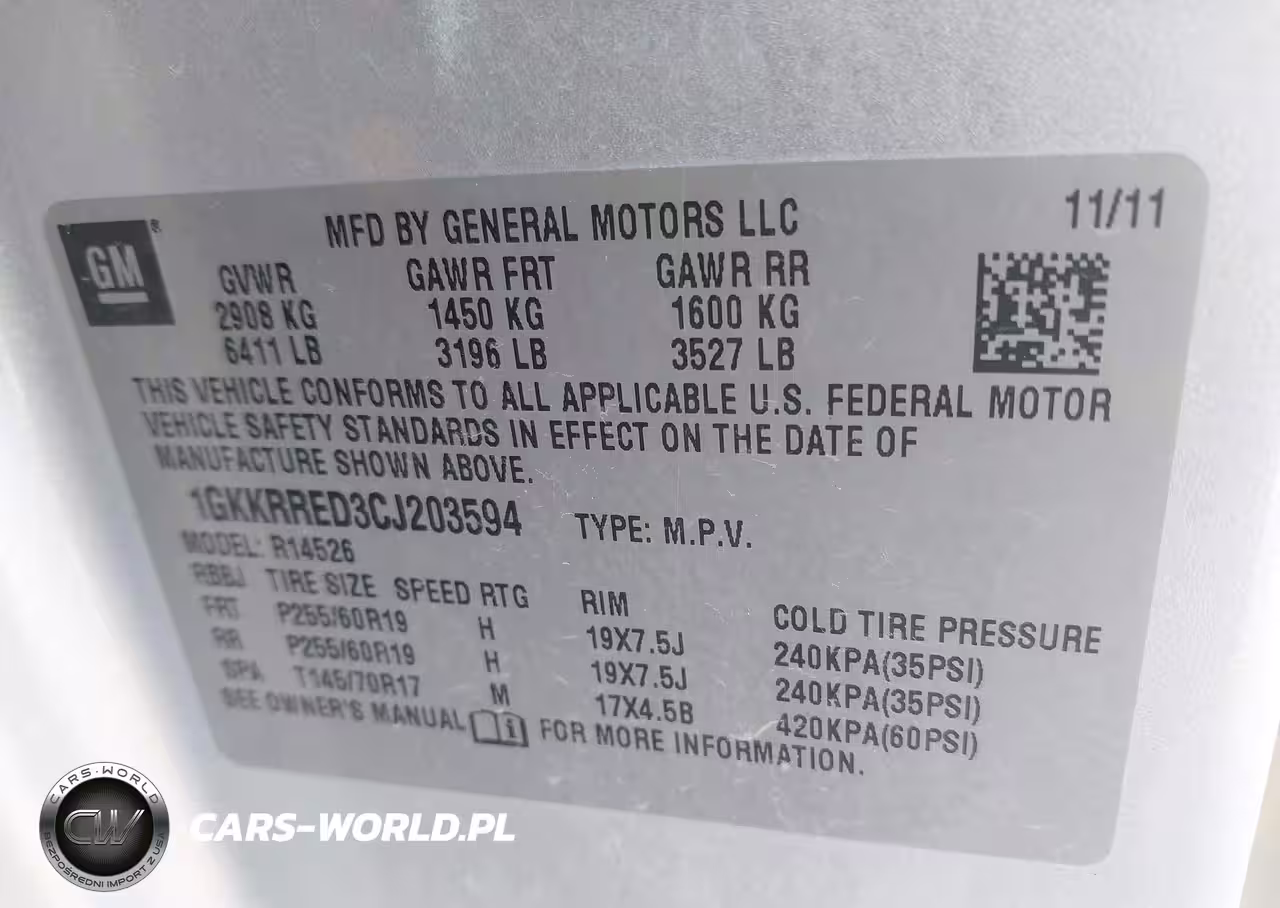 GM®
MFD BY GENERAL MOTORS LLC
11/11
GVWR GAWR FRT GAWR RR
2908 KG 1450 KG 1600 KG
6411 LB 3196 LB 3527 LB
THIS VEHICLE CONFORMS TO ALL APPLICABLE U.S. FEDERAL MOTOR
VEHICLE SAFETY STANDARDS IN EFFECT ON THE DATE OF
MANUFACTURE SHOWN ABOVE.
1GKKRRED3CJ203594 TYPE: M.P.V.
MODEL: R14526
RBBJ TIRE SIZE SPEED RTG RIM COLD TIRE PRESSURE
FRT P255/60R19 H 19X7.5J 240KPA(35PSI)
RR P255/60R19 H 19X7.5J 240KPA(35PSI)
SPA T145/70R17 M 17X4.5B 420KPA(60PSI)
SEE OWNER'S MANUAL i FOR MORE INFORMATION.
CARS-WORLD
CW
BEZPOŚREDNI IMPORT Z USA
CARS-WORLD.PL